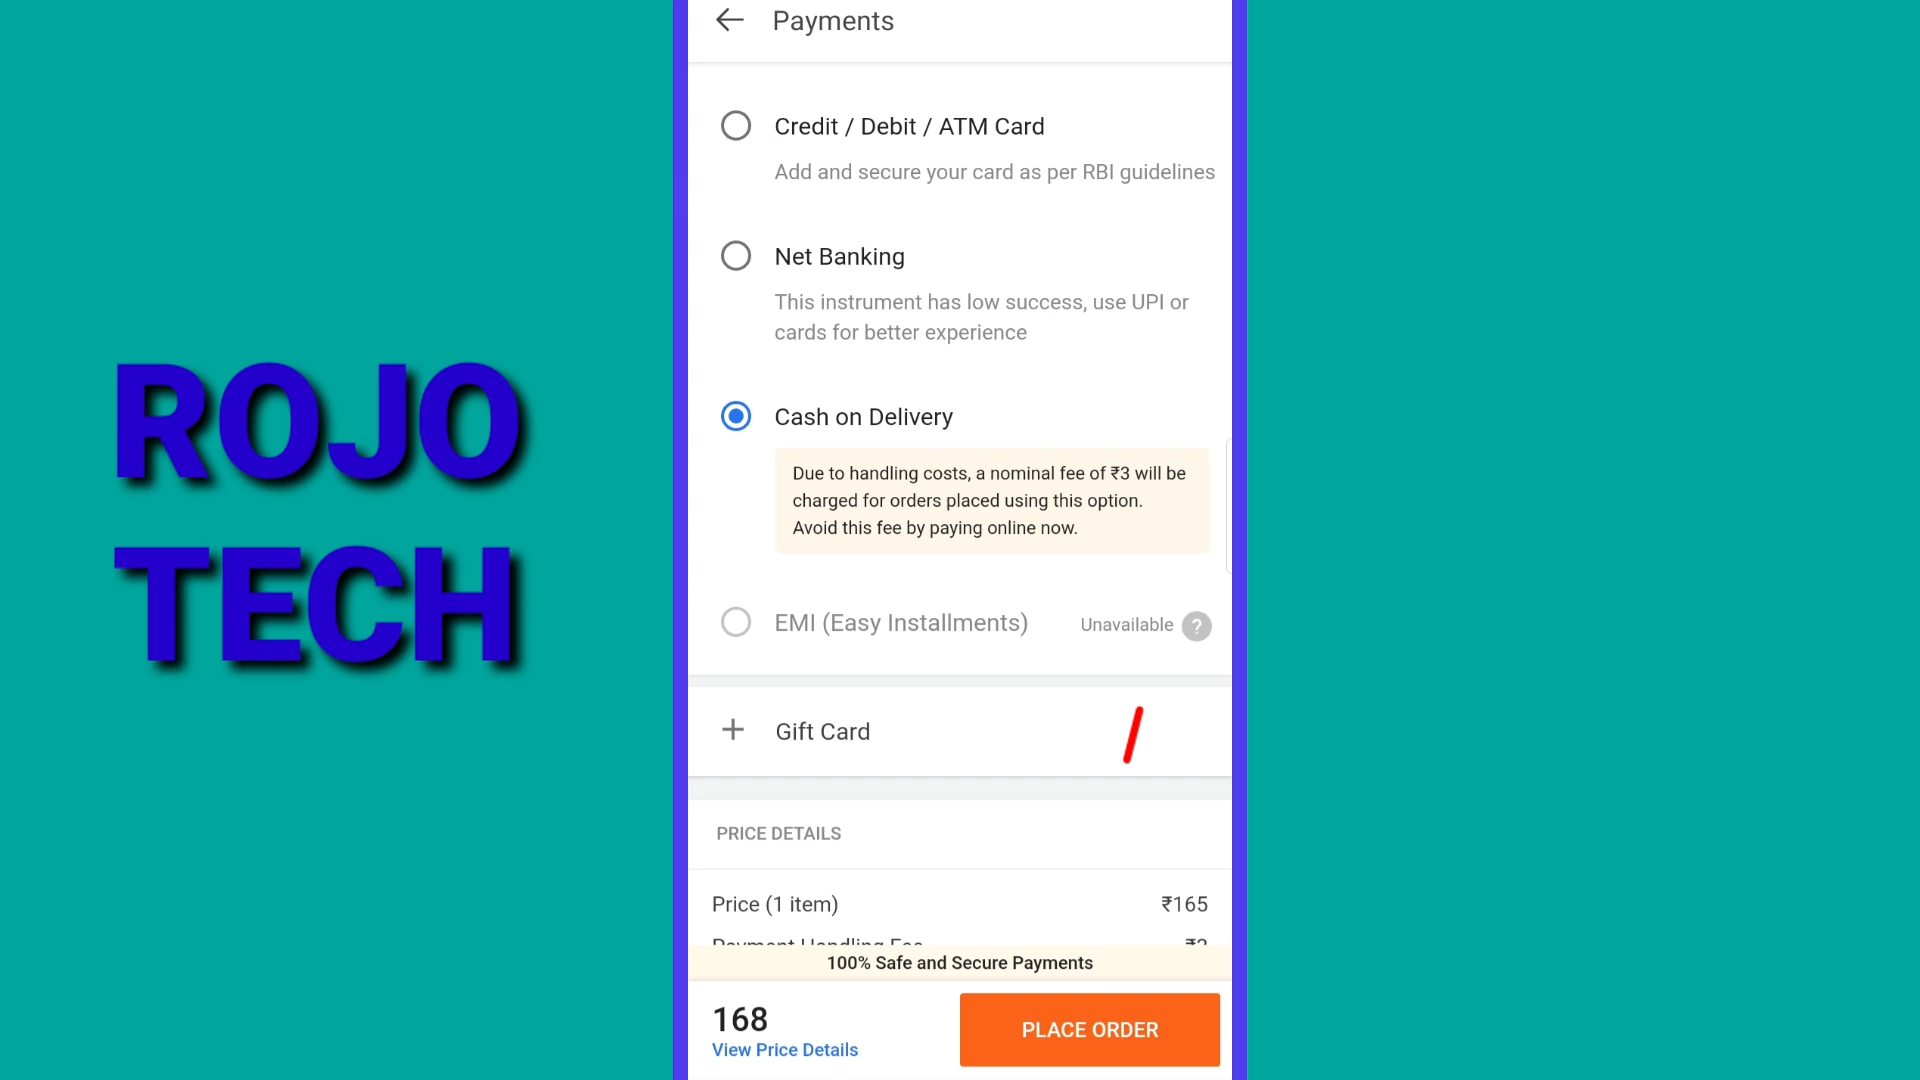 ROJO
TECH
Payments
Credit / Debit / ATM Card
Add and secure your card as per RBI guidelines
Net Banking
This instrument has low success, use UPI or
cards for better experience
Cash on Delivery
Due to handling costs, a nominal fee of ₹3 will be
charged for orders placed using this option.
Avoid this fee by paying online now.
EMI (Easy Installments) Unavailable ?
+ Gift Card
PRICE DETAILS
Price (1 item) ₹165
Payment Handling Fee ₹3
100% Safe and Secure Payments
168
View Price Details
PLACE ORDER